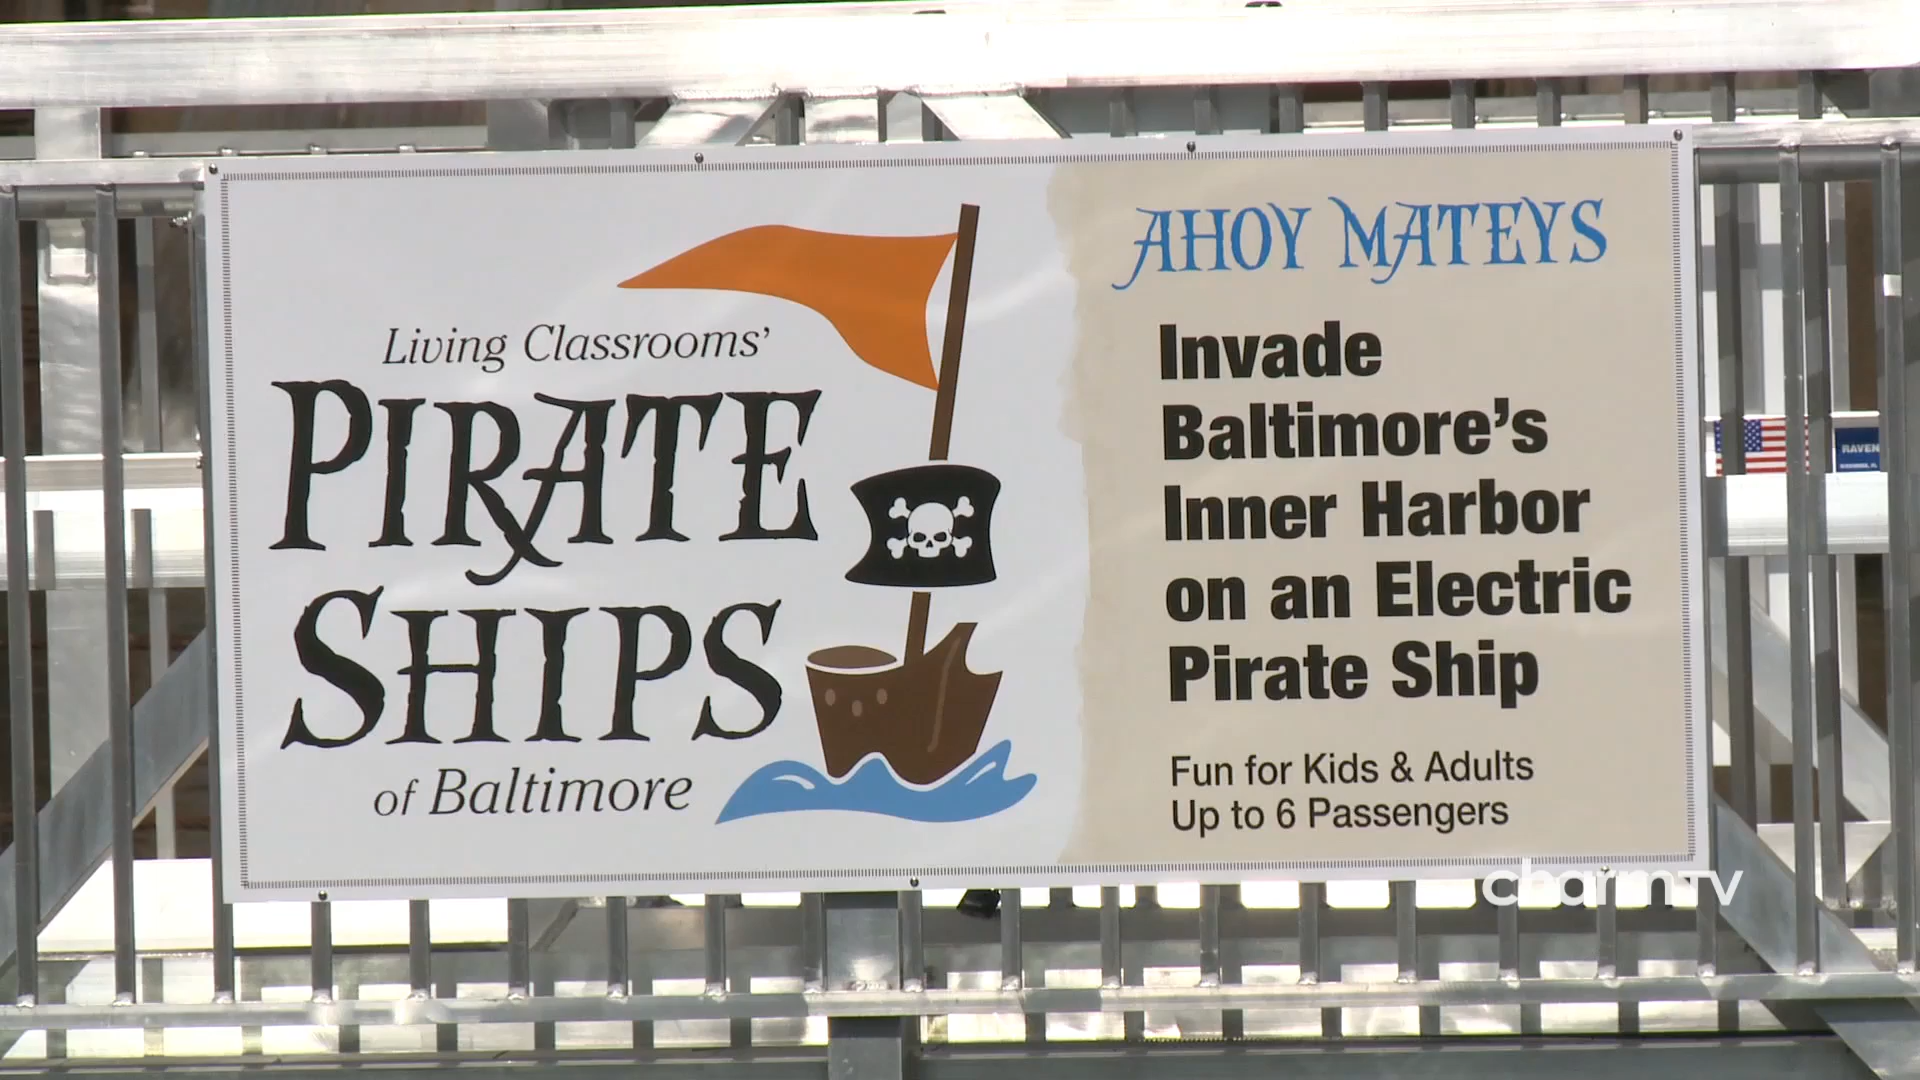 Living Classrooms'
PIRATE
SHIPS
of Baltimore
AHOY MATEYS
Invade
Baltimore's
Inner Harbor
on an Electric
Pirate Ship
Fun for Kids & Adults
Up to 6 Passengers
RAVEN
charmTV